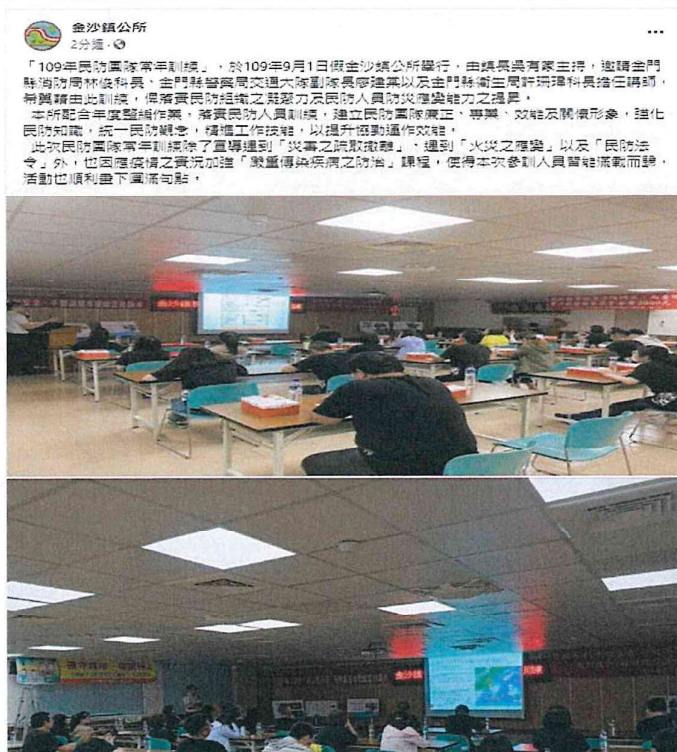 金沙鎮公所
2分鐘
「109年民防團隊常年訓練」，於109年9月1日假金沙鎮公所舉行，由鎮長吳有家主持，邀請金門
縣消防局林俊科長、金門縣警察局交通大隊副隊長廖建英以及金門縣衛生局許瑞瑋科長擔任講師，
希冀藉由此訓練，俾落實民防組織之凝聚力及民防人員防災應變能力之提昇。
本所配合年度整編作業，落實民防人員訓練，建立民防團隊廉正、專業、效能及關懷形象，強化
民防知識，統一民防觀念，精進工作技能，以提升協勤運作效能。
此次民防團隊常年訓練除了宣導遇到「災害之疏散撤離」、遇到「火災之應變」以及「民防法
令」外，也因應疫情之實況加強「嚴重傳染疾病之防治」課程，使得本次參訓人員皆能滿載而歸，
活動也順利畫下圓滿句點。
金沙鎮